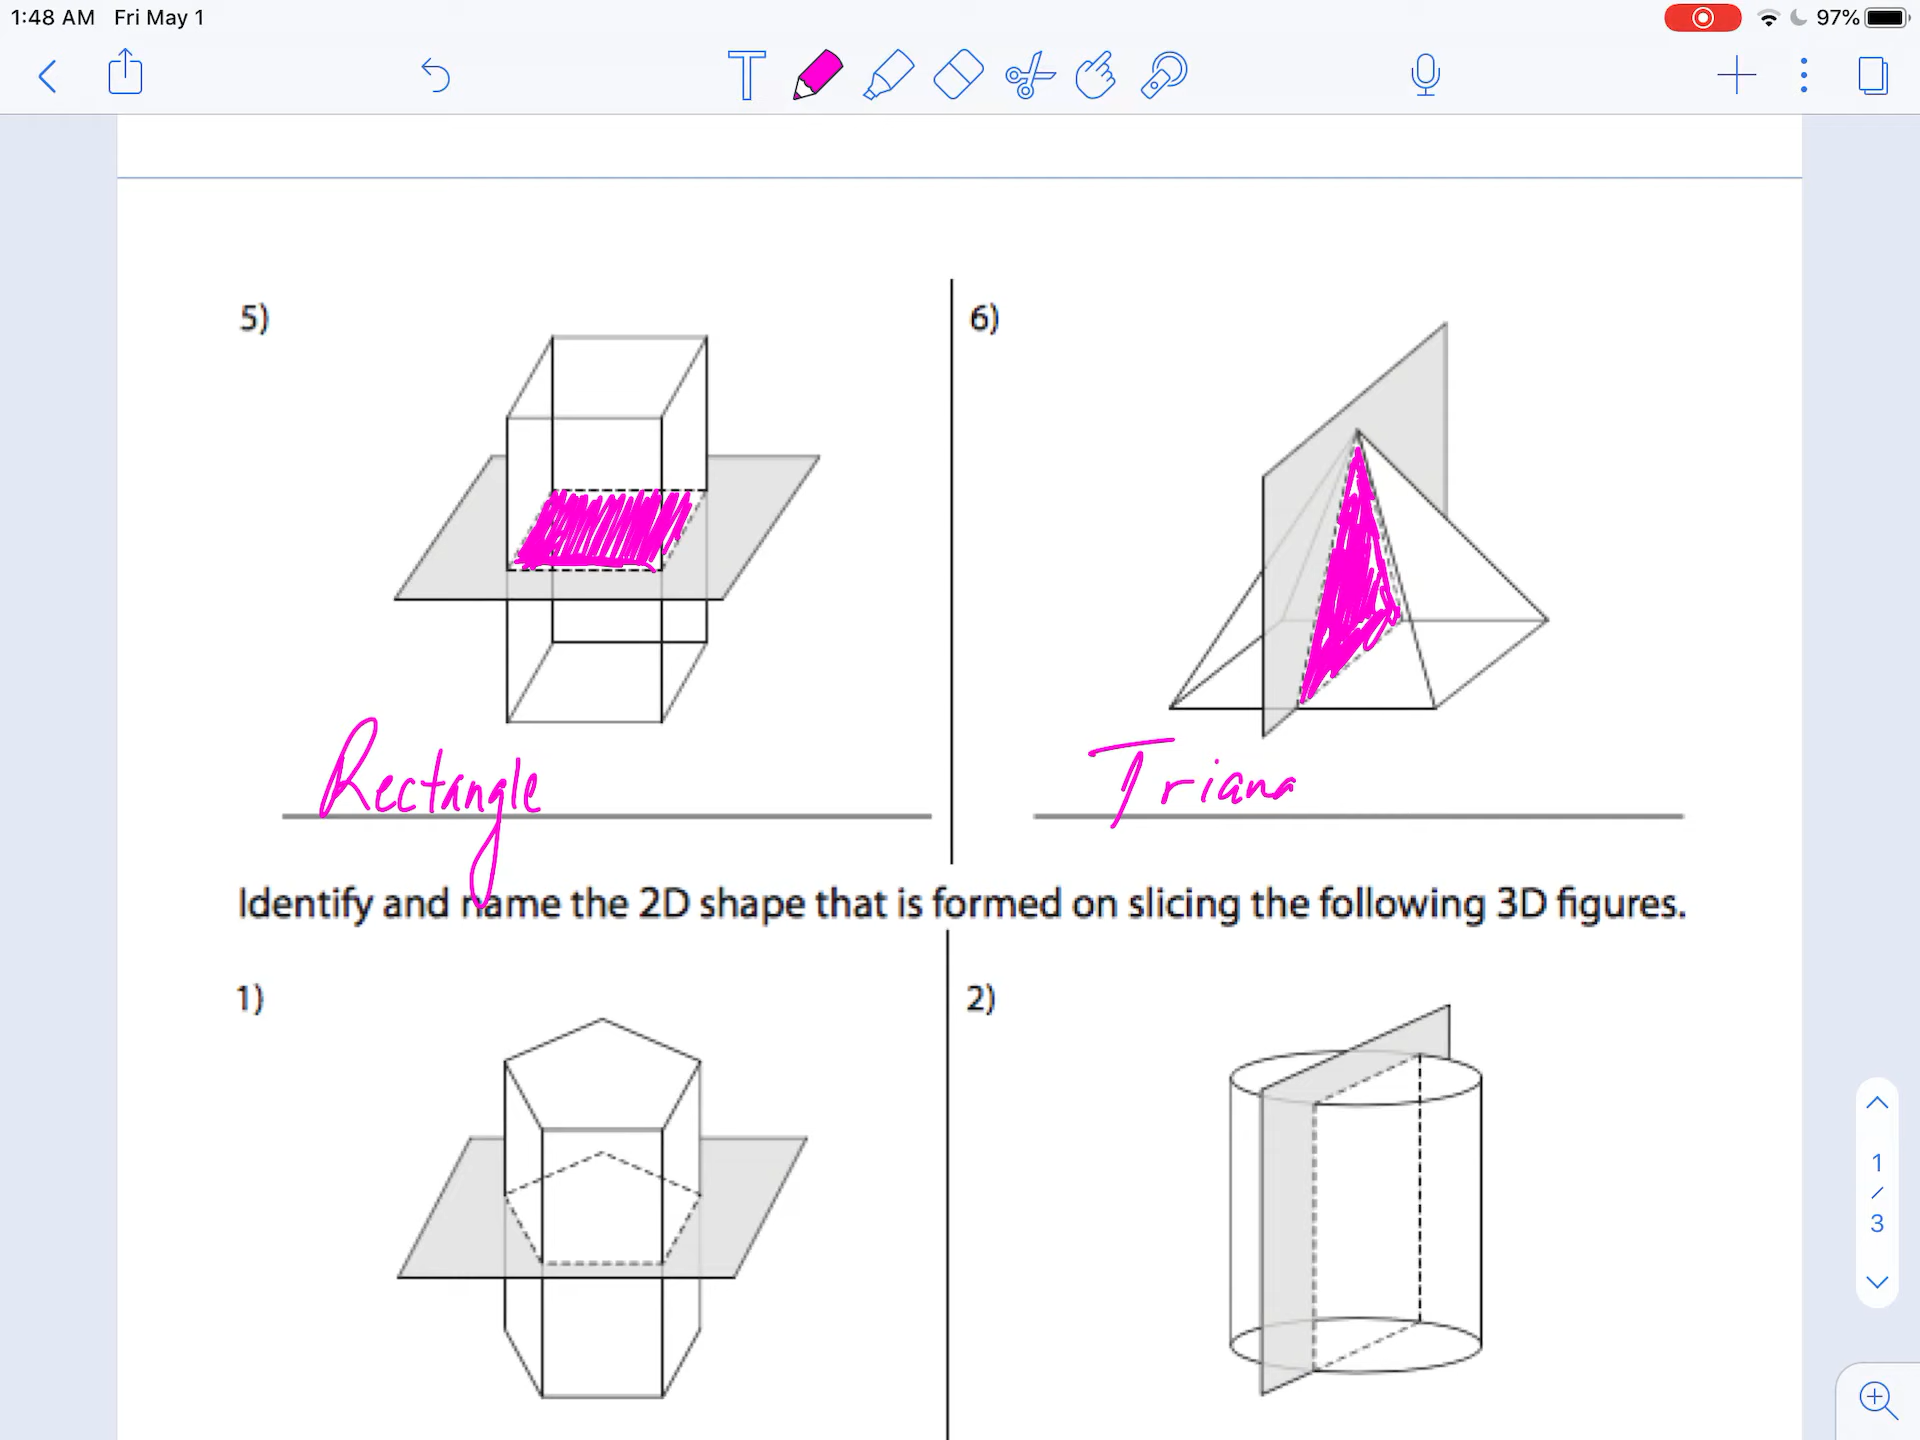 1:48 AM Fri May 1 97%
T
5) 6)
Rectangle Triang
Identify and name the 2D shape that is formed on slicing the following 3D figures.
1) 2)
1
/
3